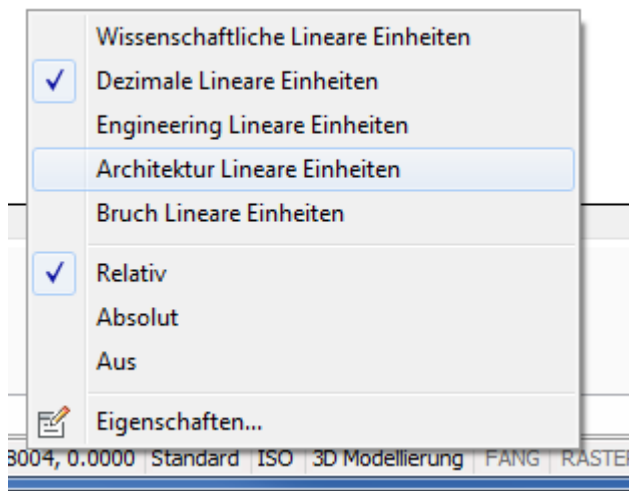 Wissenschaftliche Lineare Einheiten
Dezimale Lineare Einheiten
Engineering Lineare Einheiten
Architektur Lineare Einheiten
Bruch Lineare Einheiten
Relativ
Absolut
Aus
Eigenschaften...
3004, 0.0000 Standard ISO 3D Modellierung FANG RASTER